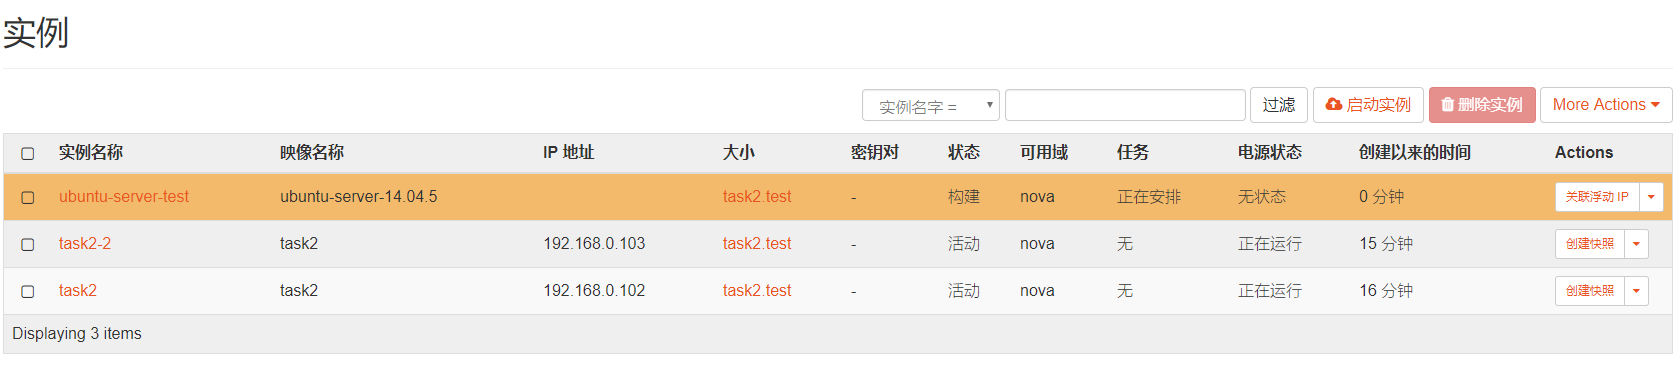 实例
实例名字 = 过滤 启动实例 删除实例 More Actions
实例名称 映像名称 IP 地址 大小 密钥对 状态 可用域 任务 电源状态 创建以来的时间 Actions
ubuntu-server-test ubuntu-server-14.04.5 task2.test - 构建 nova 正在安排 无状态 0 分钟 关联浮动 IP
task2-2 task2 192.168.0.103 task2.test - 活动 nova 无 正在运行 15 分钟 创建快照
task2 task2 192.168.0.102 task2.test - 活动 nova 无 正在运行 16 分钟 创建快照
Displaying 3 items